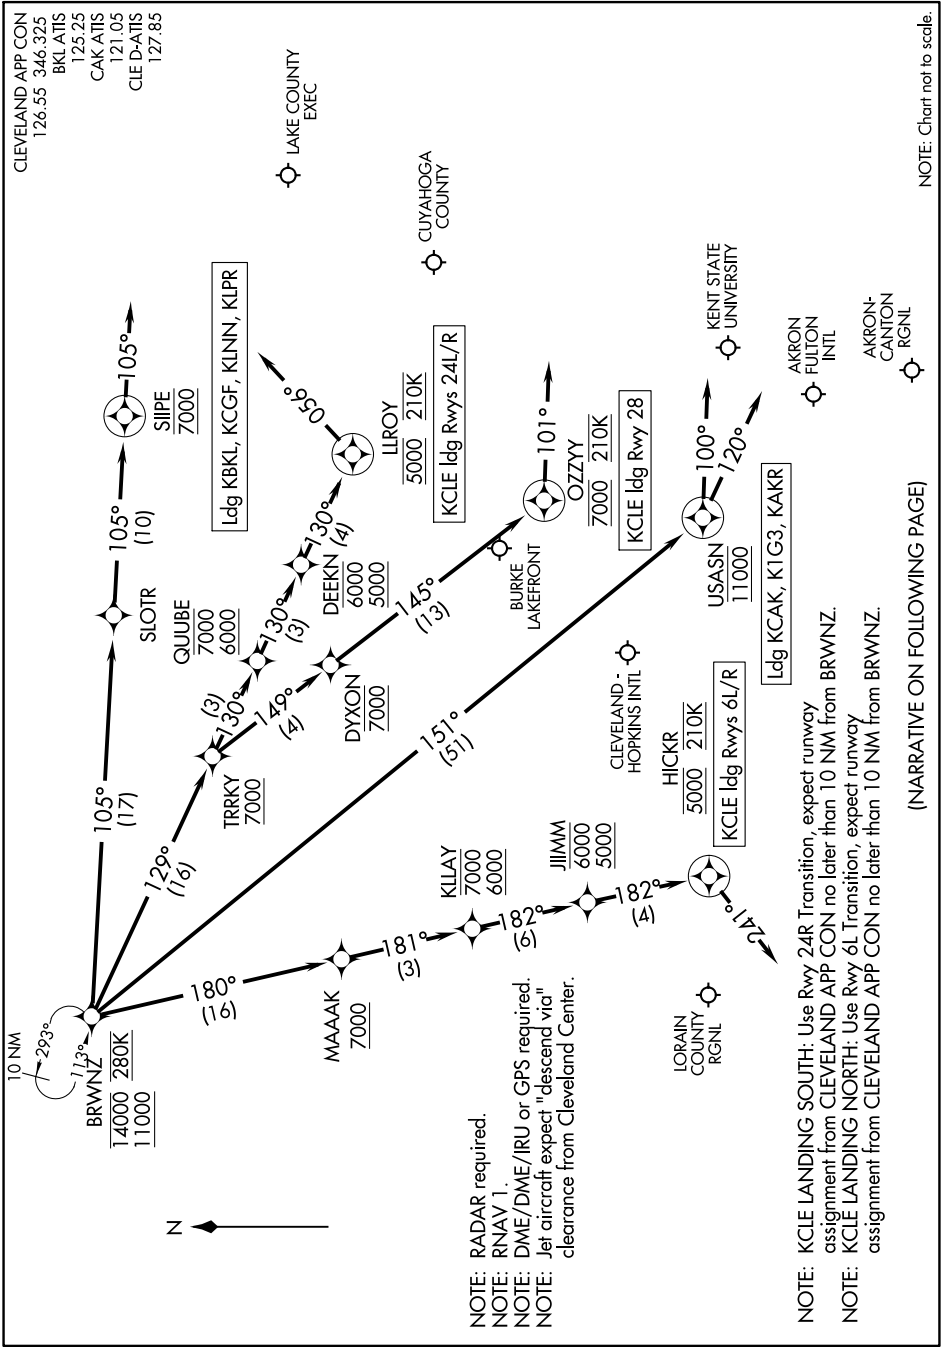 CLEVELAND APP CON
126.55 346.325
BKL ATIS
125.25
CAK ATIS
121.05
CLE D-ATIS
127.85
10 NM
293°
113°
BRWNZ
14000 280K
11000
N
105°
(17)
SLOTR
105°
(10)
SIIPE
7000
105°
Ldg KBKL, KCGF, KLNN, KLPR
LAKE COUNTY
EXEC
129°
(16)
TRRKY
7000
(3)
130°
QUUBE
7000
6000
130°
(3)
DEEKN
6000
5000
130°
(4)
LLROY
5000 210K
KCLE ldg Rwys 24L/R
056°
CUYAHOGA
COUNTY
149°
(4)
DYXON
7000
145°
(13)
BURKE
LAKEFRONT
OZZYY
7000 210K
KCLE ldg Rwy 28
101°
151°
(51)
USASN
11000
Ldg KCAK, K1G3, KAKR
100°
120°
KENT STATE
UNIVERSITY
AKRON
FULTON
INTL
AKRON-
CANTON
RGNL
CLEVELAND -
HOPKINS INTL
180°
(16)
MAAAK
7000
181°
(3)
KLLAY
7000
6000
182°
(6)
JIIMM
6000
5000
182°
(4)
HICKR
5000 210K
KCLE ldg Rwys 6L/R
241°
LORAIN
COUNTY
RGNL
NOTE: RADAR required.
NOTE: RNAV 1.
NOTE: DME/DME/IRU or GPS required.
NOTE: Jet aircraft expect "descend via"
clearance from Cleveland Center.
NOTE: KCLE LANDING SOUTH: Use Rwy 24R Transition, expect runway
assignment from CLEVELAND APP CON no later than 10 NM from BRWNZ.
NOTE: KCLE LANDING NORTH: Use Rwy 6L Transition, expect runway
assignment from CLEVELAND APP CON no later than 10 NM from BRWNZ.
(NARRATIVE ON FOLLOWING PAGE)
NOTE: Chart not to scale.